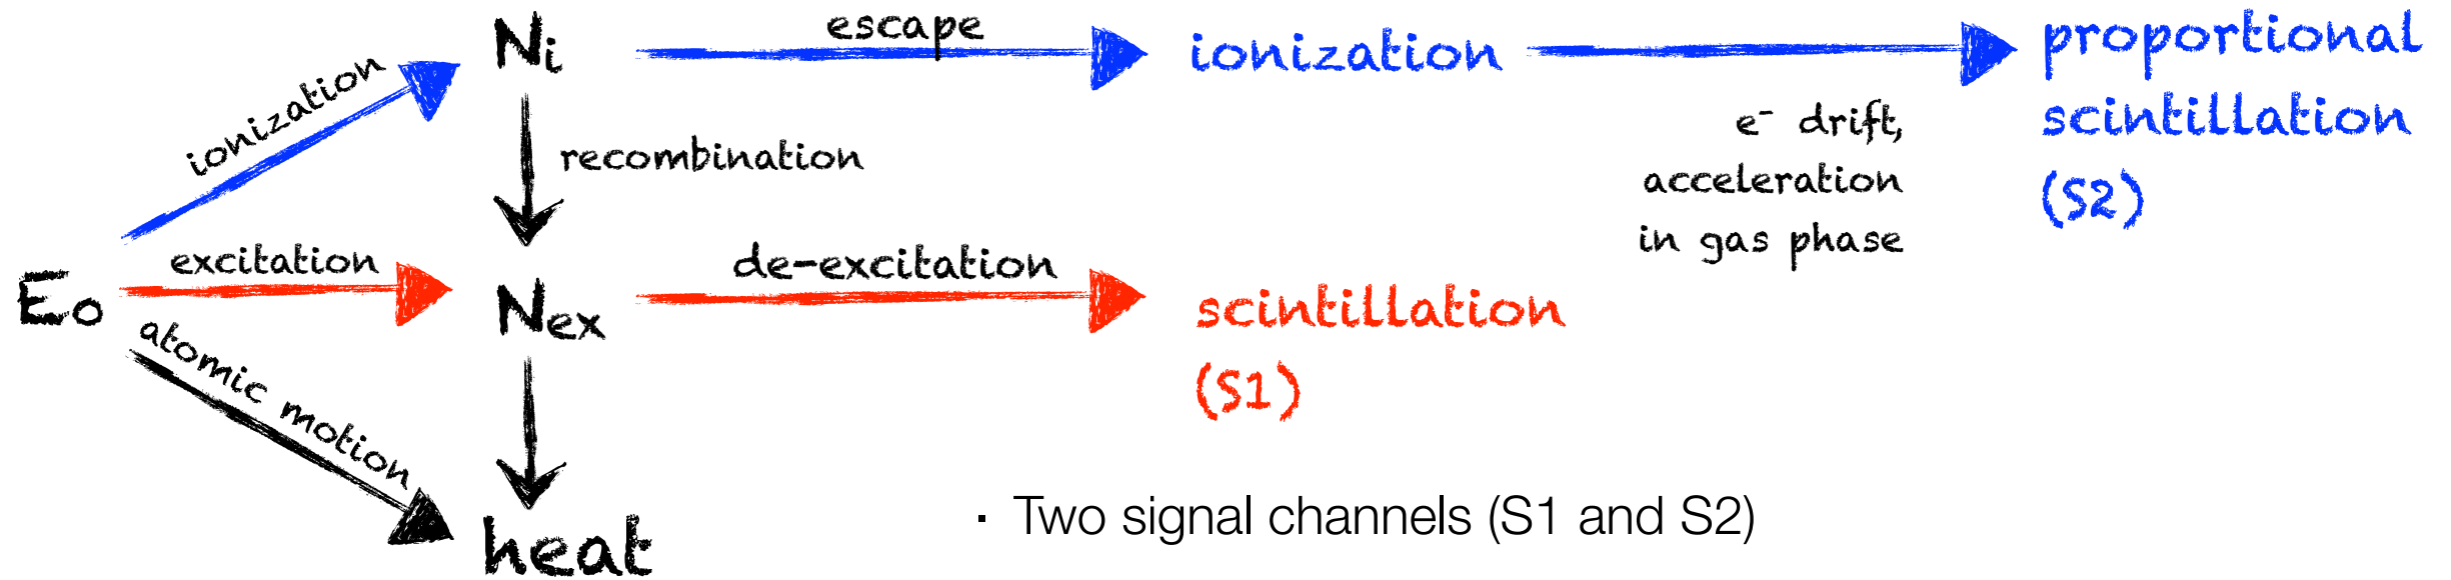 Ni
escape
ionization
proportional
scintillation
(S2)
ionization
recombination
e⁻ drift,
acceleration
in gas phase
excitation
Eo
Nex
de-excitation
scintillation
(S1)
atomic motion
heat
▪ Two signal channels (S1 and S2)